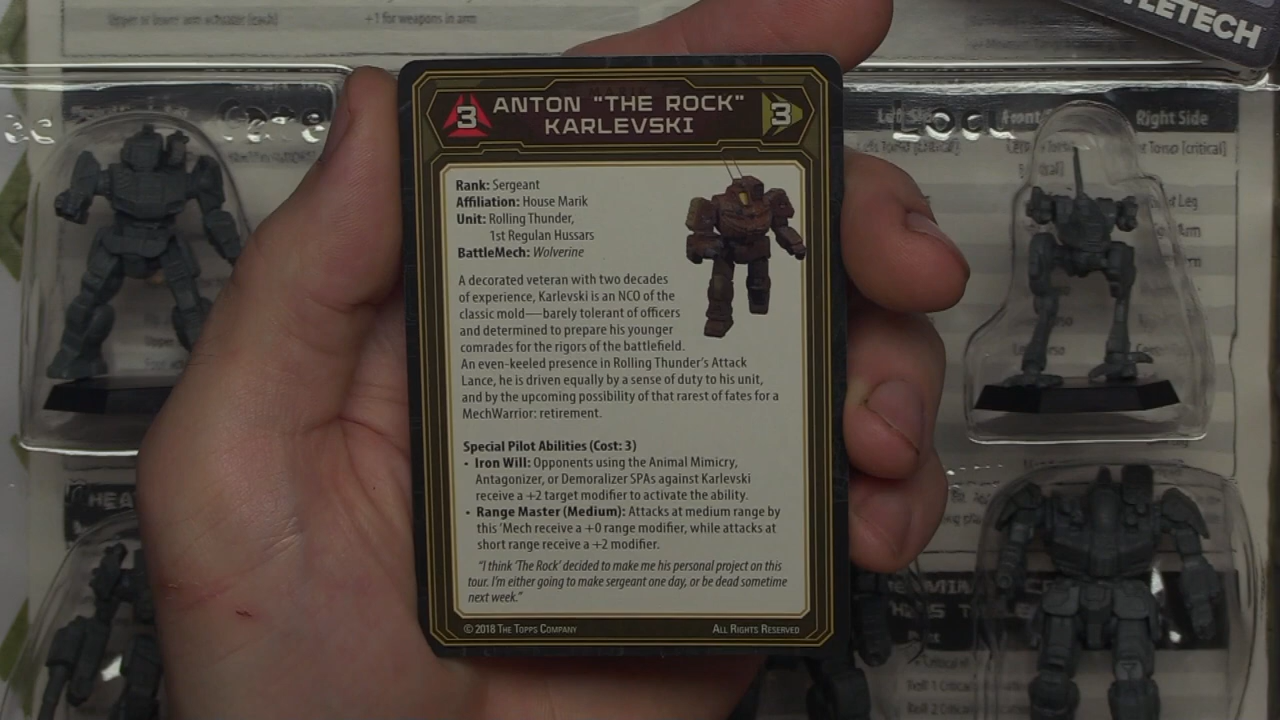 +1 for weapons in arm
TLETECH
3
ANTON "THE ROCK"
KARLEVSKI
3
Right Side
Rank: Sergeant
Affiliation: House Marik
Unit: Rolling Thunder,
1st Regulan Hussars
BattleMech: Wolverine
A decorated veteran with two decades
of experience, Karlevski is an NCO of the
classic mold—barely tolerant of officers
and determined to prepare his younger
comrades for the rigors of the battlefield.
An even-keeled presence in Rolling Thunder's Attack
Lance, he is driven equally by a sense of duty to his unit,
and by the upcoming possibility of that rarest of fates for a
MechWarrior: retirement.
Special Pilot Abilities (Cost: 3)
• Iron Will: Opponents using the Animal Mimicry,
Antagonizer, or Demoralizer SPAs against Karlevski
receive a +2 target modifier to activate the ability.
• Range Master (Medium): Attacks at medium range by
this 'Mech receive a +0 range modifier, while attacks at
short range receive a +2 modifier.
"I think 'The Rock' decided to make me his personal project on this
tour. I'm either going to make sergeant one day, or be dead sometime
next week."
© 2018 The Topps Company
All Rights Reserved